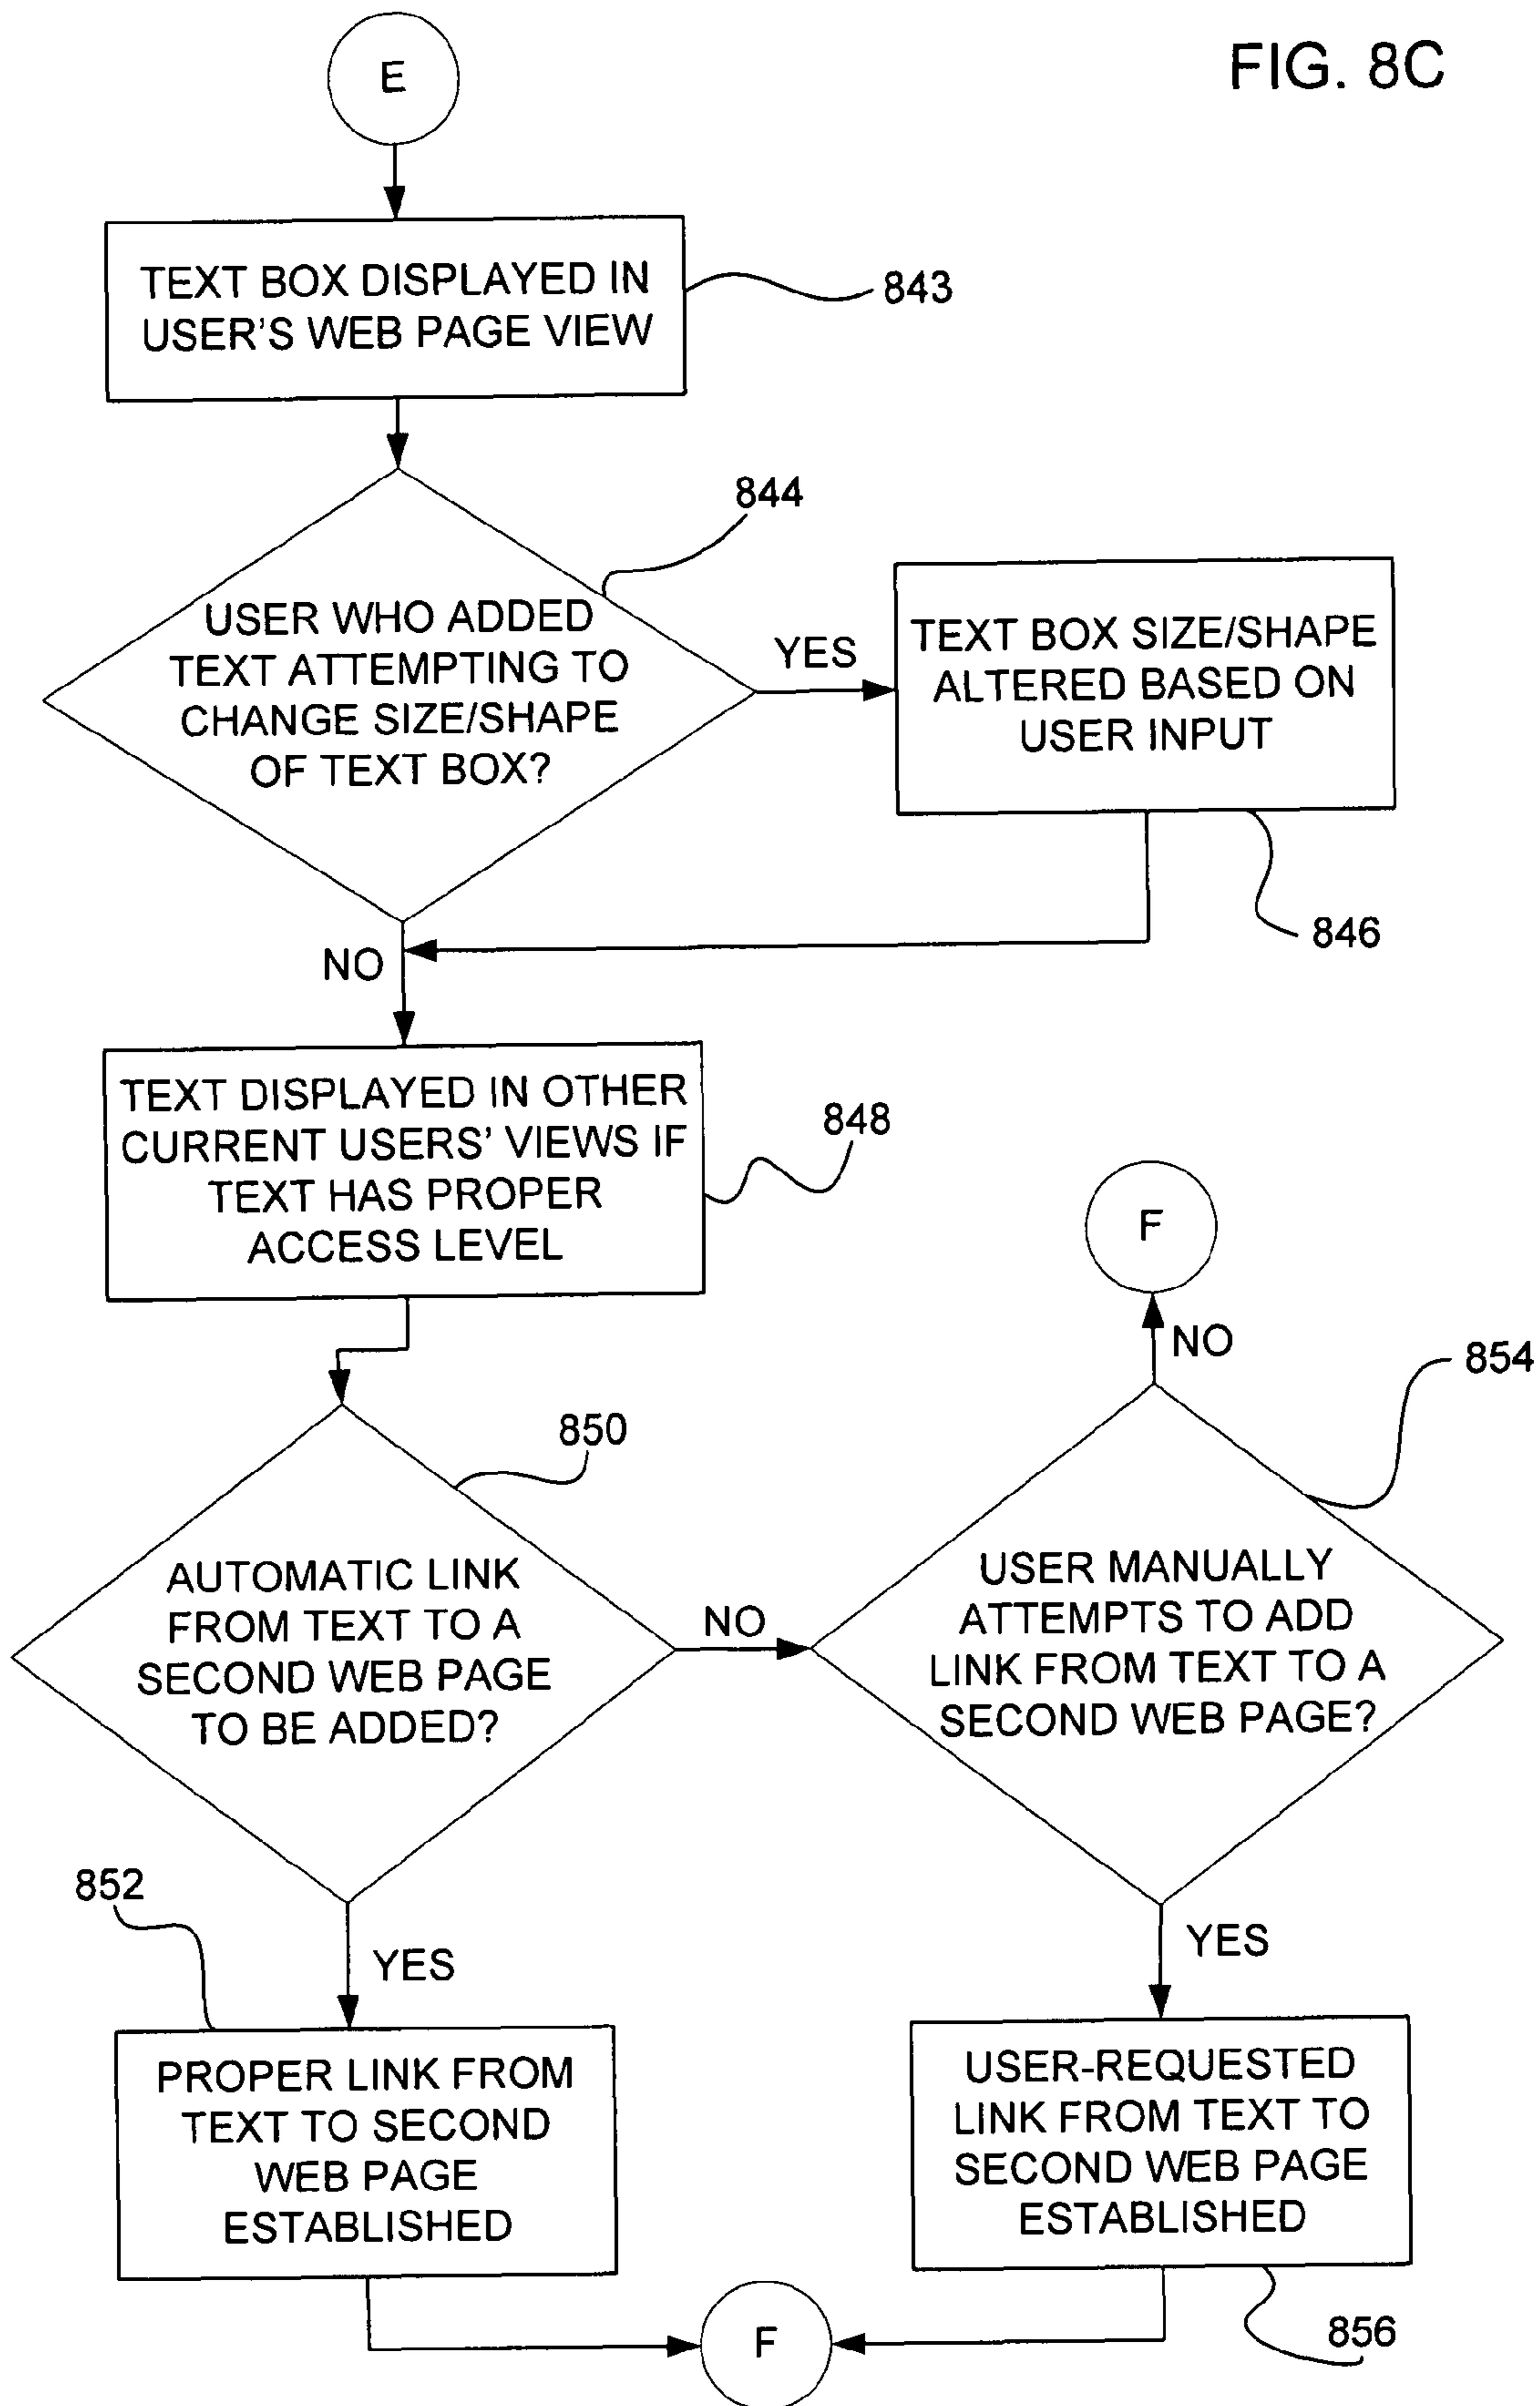 FIG. 8C
E
TEXT BOX DISPLAYED IN
USER'S WEB PAGE VIEW
843
844
USER WHO ADDED
TEXT ATTEMPTING TO
CHANGE SIZE/SHAPE
OF TEXT BOX?
YES
TEXT BOX SIZE/SHAPE
ALTERED BASED ON
USER INPUT
846
NO
TEXT DISPLAYED IN OTHER
CURRENT USERS' VIEWS IF
TEXT HAS PROPER
ACCESS LEVEL
848
F
NO
854
850
AUTOMATIC LINK
FROM TEXT TO A
SECOND WEB PAGE
TO BE ADDED?
NO
USER MANUALLY
ATTEMPTS TO ADD
LINK FROM TEXT TO A
SECOND WEB PAGE?
852
YES
YES
PROPER LINK FROM
TEXT TO SECOND
WEB PAGE
ESTABLISHED
USER-REQUESTED
LINK FROM TEXT TO
SECOND WEB PAGE
ESTABLISHED
F
856